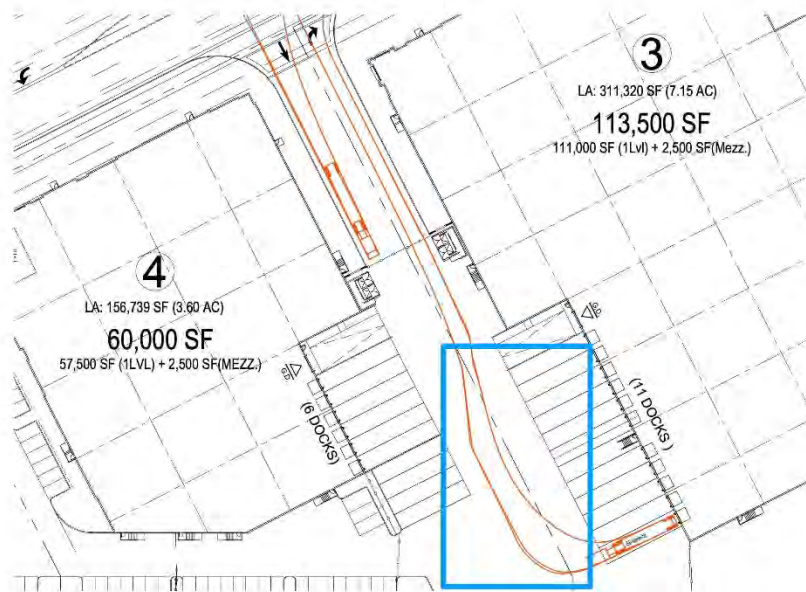 3
LA: 311,320 SF (7.15 AC)
113,500 SF
111,000 SF (1Lvl) + 2,500 SF(Mezz.)
4
LA: 156,739 SF (3.60 AC)
60,000 SF
57,500 SF (1LVL) + 2,500 SF(MEZZ.)
G.D.
G.D.
(6 DOCKS)
(11 DOCKS )